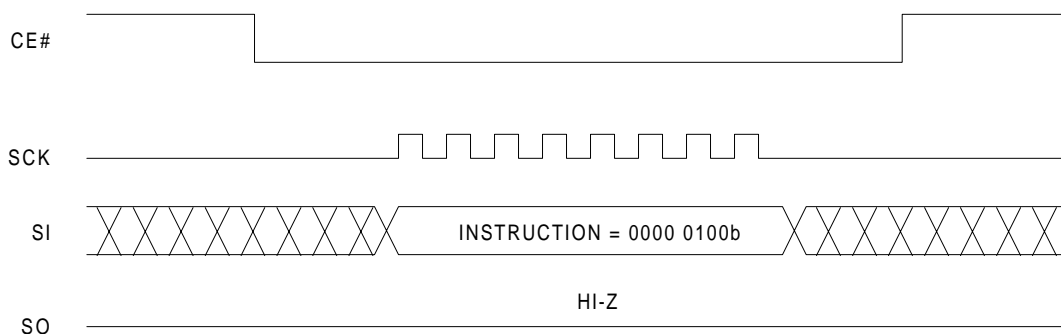 CE#
SCK
SI
INSTRUCTION = 0000 0100b
HI-Z
SO